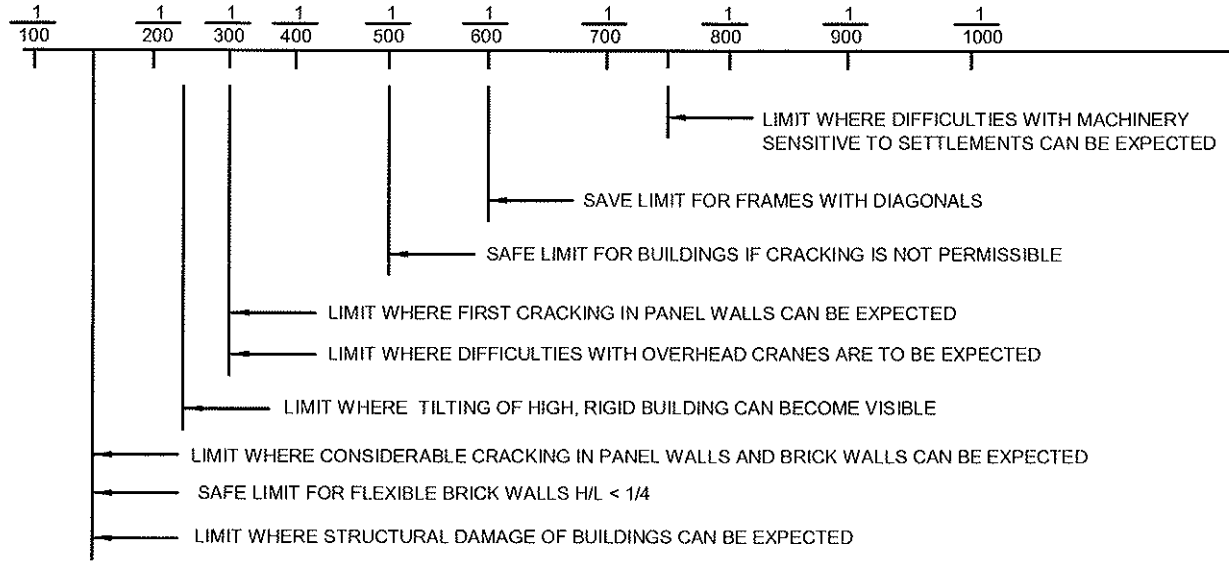 1/100 1/200 1/300 1/400 1/500 1/600 1/700 1/800 1/900 1/1000
LIMIT WHERE DIFFICULTIES WITH MACHINERY
SENSITIVE TO SETTLEMENTS CAN BE EXPECTED
SAVE LIMIT FOR FRAMES WITH DIAGONALS
SAFE LIMIT FOR BUILDINGS IF CRACKING IS NOT PERMISSIBLE
LIMIT WHERE FIRST CRACKING IN PANEL WALLS CAN BE EXPECTED
LIMIT WHERE DIFFICULTIES WITH OVERHEAD CRANES ARE TO BE EXPECTED
LIMIT WHERE TILTING OF HIGH, RIGID BUILDING CAN BECOME VISIBLE
LIMIT WHERE CONSIDERABLE CRACKING IN PANEL WALLS AND BRICK WALLS CAN BE EXPECTED
SAFE LIMIT FOR FLEXIBLE BRICK WALLS H/L < 1/4
LIMIT WHERE STRUCTURAL DAMAGE OF BUILDINGS CAN BE EXPECTED